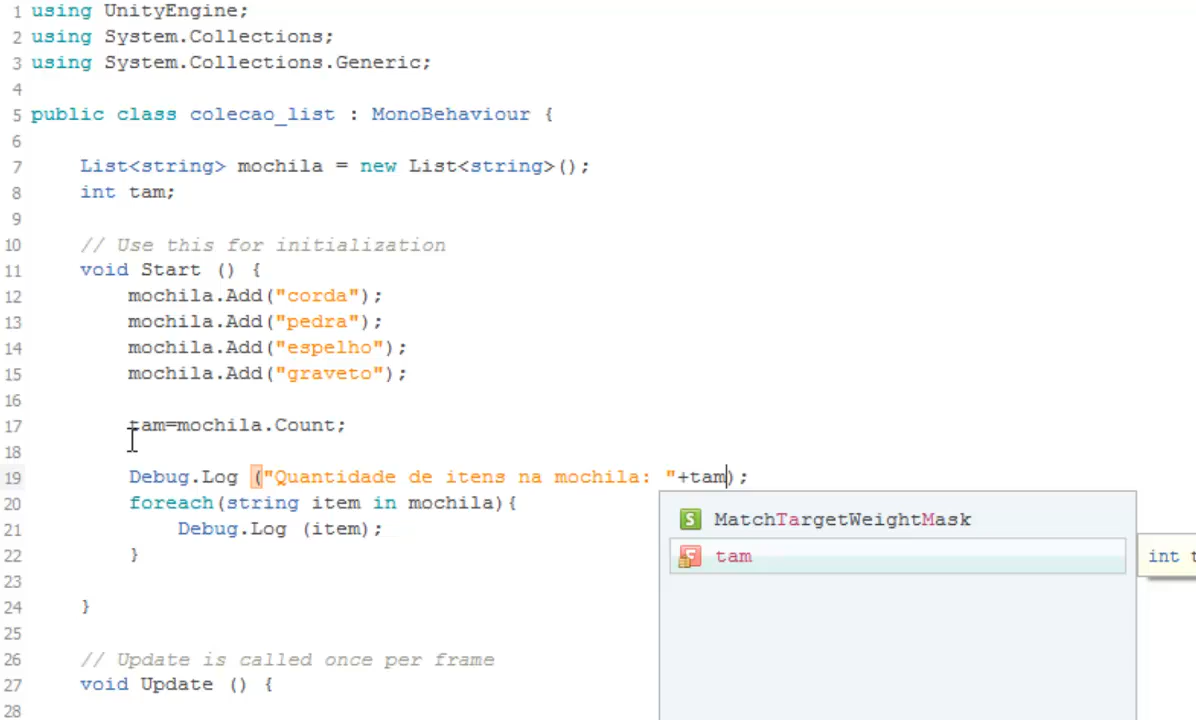 1 using UnityEngine;
2 using System.Collections;
3 using System.Collections.Generic;
4
5 public class colecao_list : MonoBehaviour {
6
7 List<string> mochila = new List<string>();
8 int tam;
9
10 // Use this for initialization
11 void Start () {
12 mochila.Add("corda");
13 mochila.Add("pedra");
14 mochila.Add("espelho");
15 mochila.Add("graveto");
16
17 tam=mochila.Count;
18
19 Debug.Log ("Quantidade de itens na mochila: "+tam);
20 foreach(string item in mochila){
21 Debug.Log (item);
22 }
23
24 }
25
26 // Update is called once per frame
27 void Update () {
28
S MatchTargetWeightMask
F tam
int